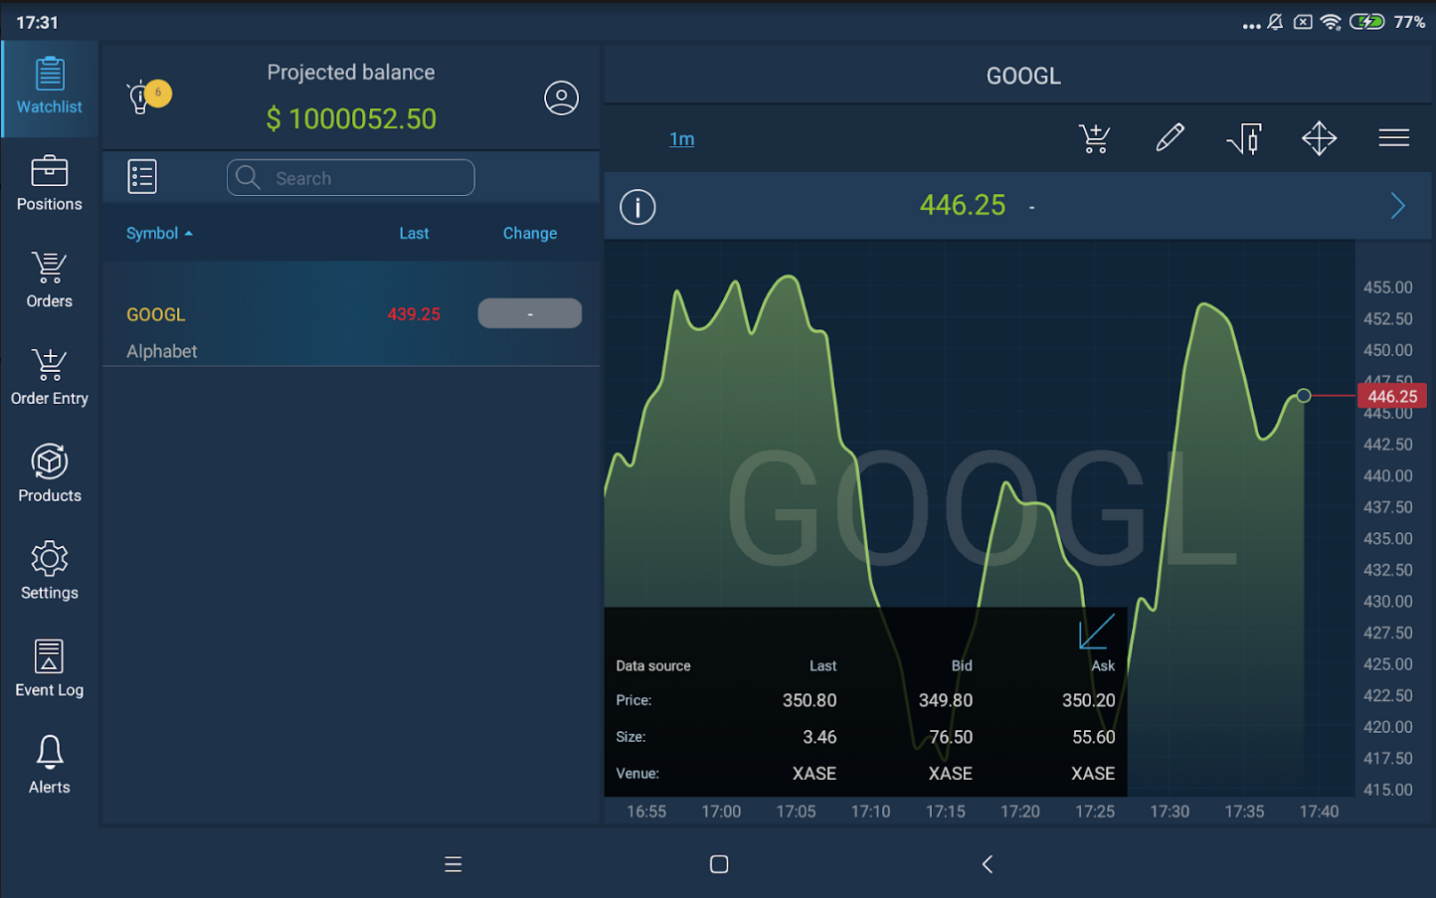 17:31
77%
Watchlist
Positions
Orders
Order Entry
Products
Settings
Event Log
Alerts
6
Projected balance
$ 1000052.50
Search
Symbol Last Change
GOOGL 439.25 -
Alphabet
GOOGL
1m
i
446.25 -
GOOGL
455.00
452.50
450.00
447.50
446.25
445.00
442.50
440.00
437.50
435.00
432.50
430.00
427.50
425.00
422.50
420.00
417.50
415.00
Data source Last Bid Ask
Price: 350.80 349.80 350.20
Size: 3.46 76.50 55.60
Venue: XASE XASE XASE
16:55 17:00 17:05 17:10 17:15 17:20 17:25 17:30 17:35 17:40